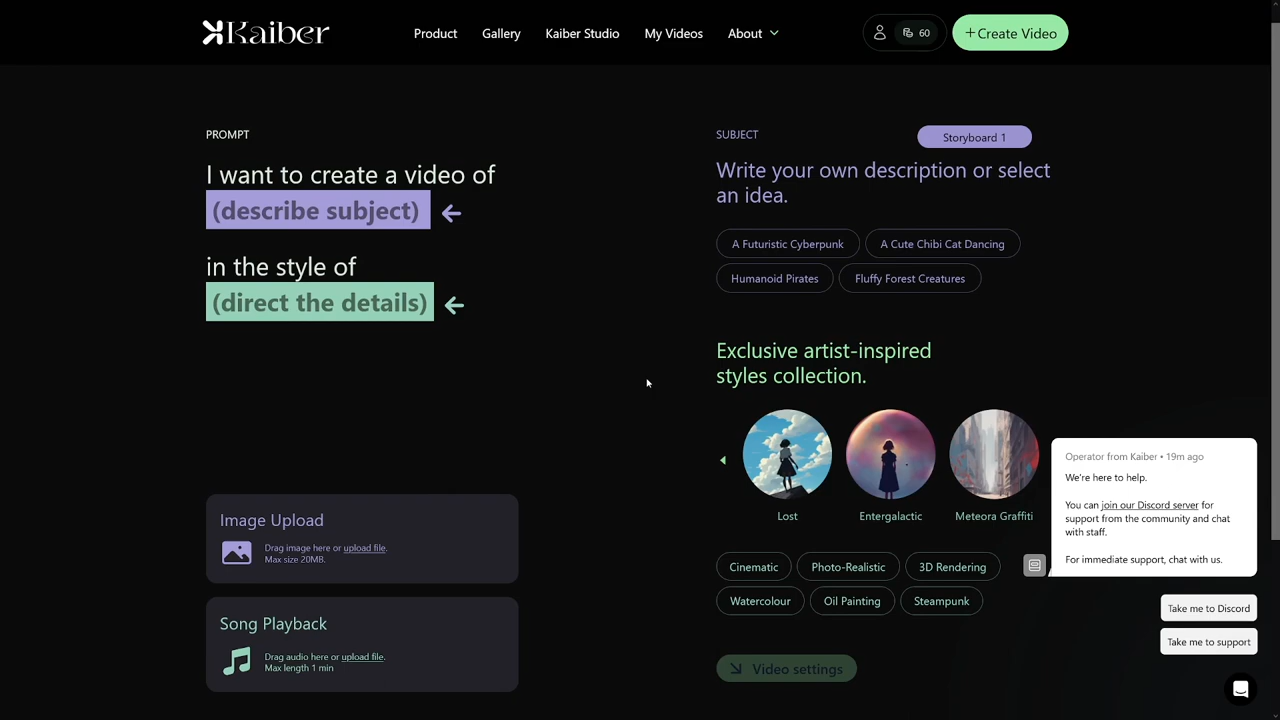 Kaiber
Product
Gallery
Kaiber Studio
My Videos
About
60
+ Create Video
PROMPT
I want to create a video of
(describe subject)
in the style of
(direct the details)
Image Upload
Drag image here or upload file.
Max size 20MB.
Song Playback
Drag audio here or upload file.
Max length 1 min
SUBJECT
Storyboard 1
Write your own description or select
an idea.
A Futuristic Cyberpunk
A Cute Chibi Cat Dancing
Humanoid Pirates
Fluffy Forest Creatures
Exclusive artist-inspired
styles collection.
Lost
Entergalactic
Meteora Graffiti
Cinematic
Photo-Realistic
3D Rendering
Watercolour
Oil Painting
Steampunk
Video settings
Operator from Kaiber • 19m ago
We're here to help.
You can join our Discord server for
support from the community and chat
with staff.
For immediate support, chat with us.
Take me to Discord
Take me to support